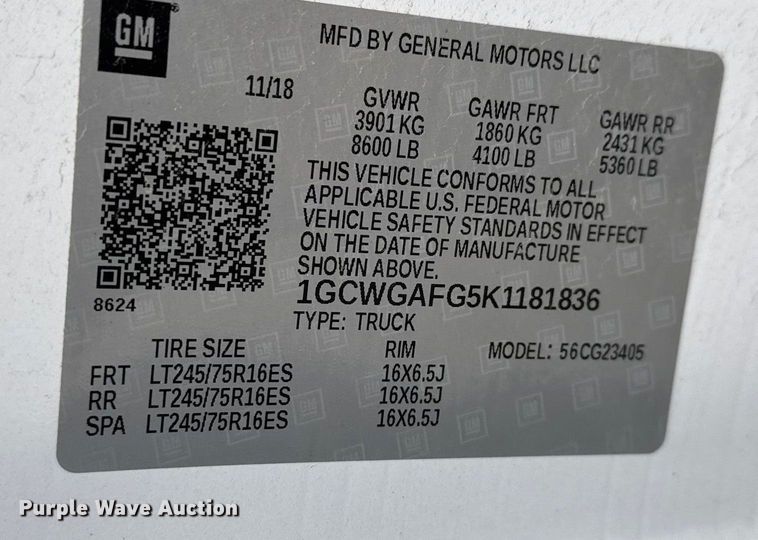 GM
MFD BY GENERAL MOTORS LLC
11/18
GVWR GAWR FRT GAWR RR
3901 KG 1860 KG 2431 KG
8600 LB 4100 LB 5360 LB
THIS VEHICLE CONFORMS TO ALL
APPLICABLE U.S. FEDERAL MOTOR
VEHICLE SAFETY STANDARDS IN EFFECT
ON THE DATE OF MANUFACTURE
SHOWN ABOVE.
8624
1GCWGAFG5K1181836
TYPE: TRUCK
TIRE SIZE RIM MODEL: 56CG23405
FRT LT245/75R16ES 16X6.5J
RR LT245/75R16ES 16X6.5J
SPA LT245/75R16ES 16X6.5J
Purple Wave Auction